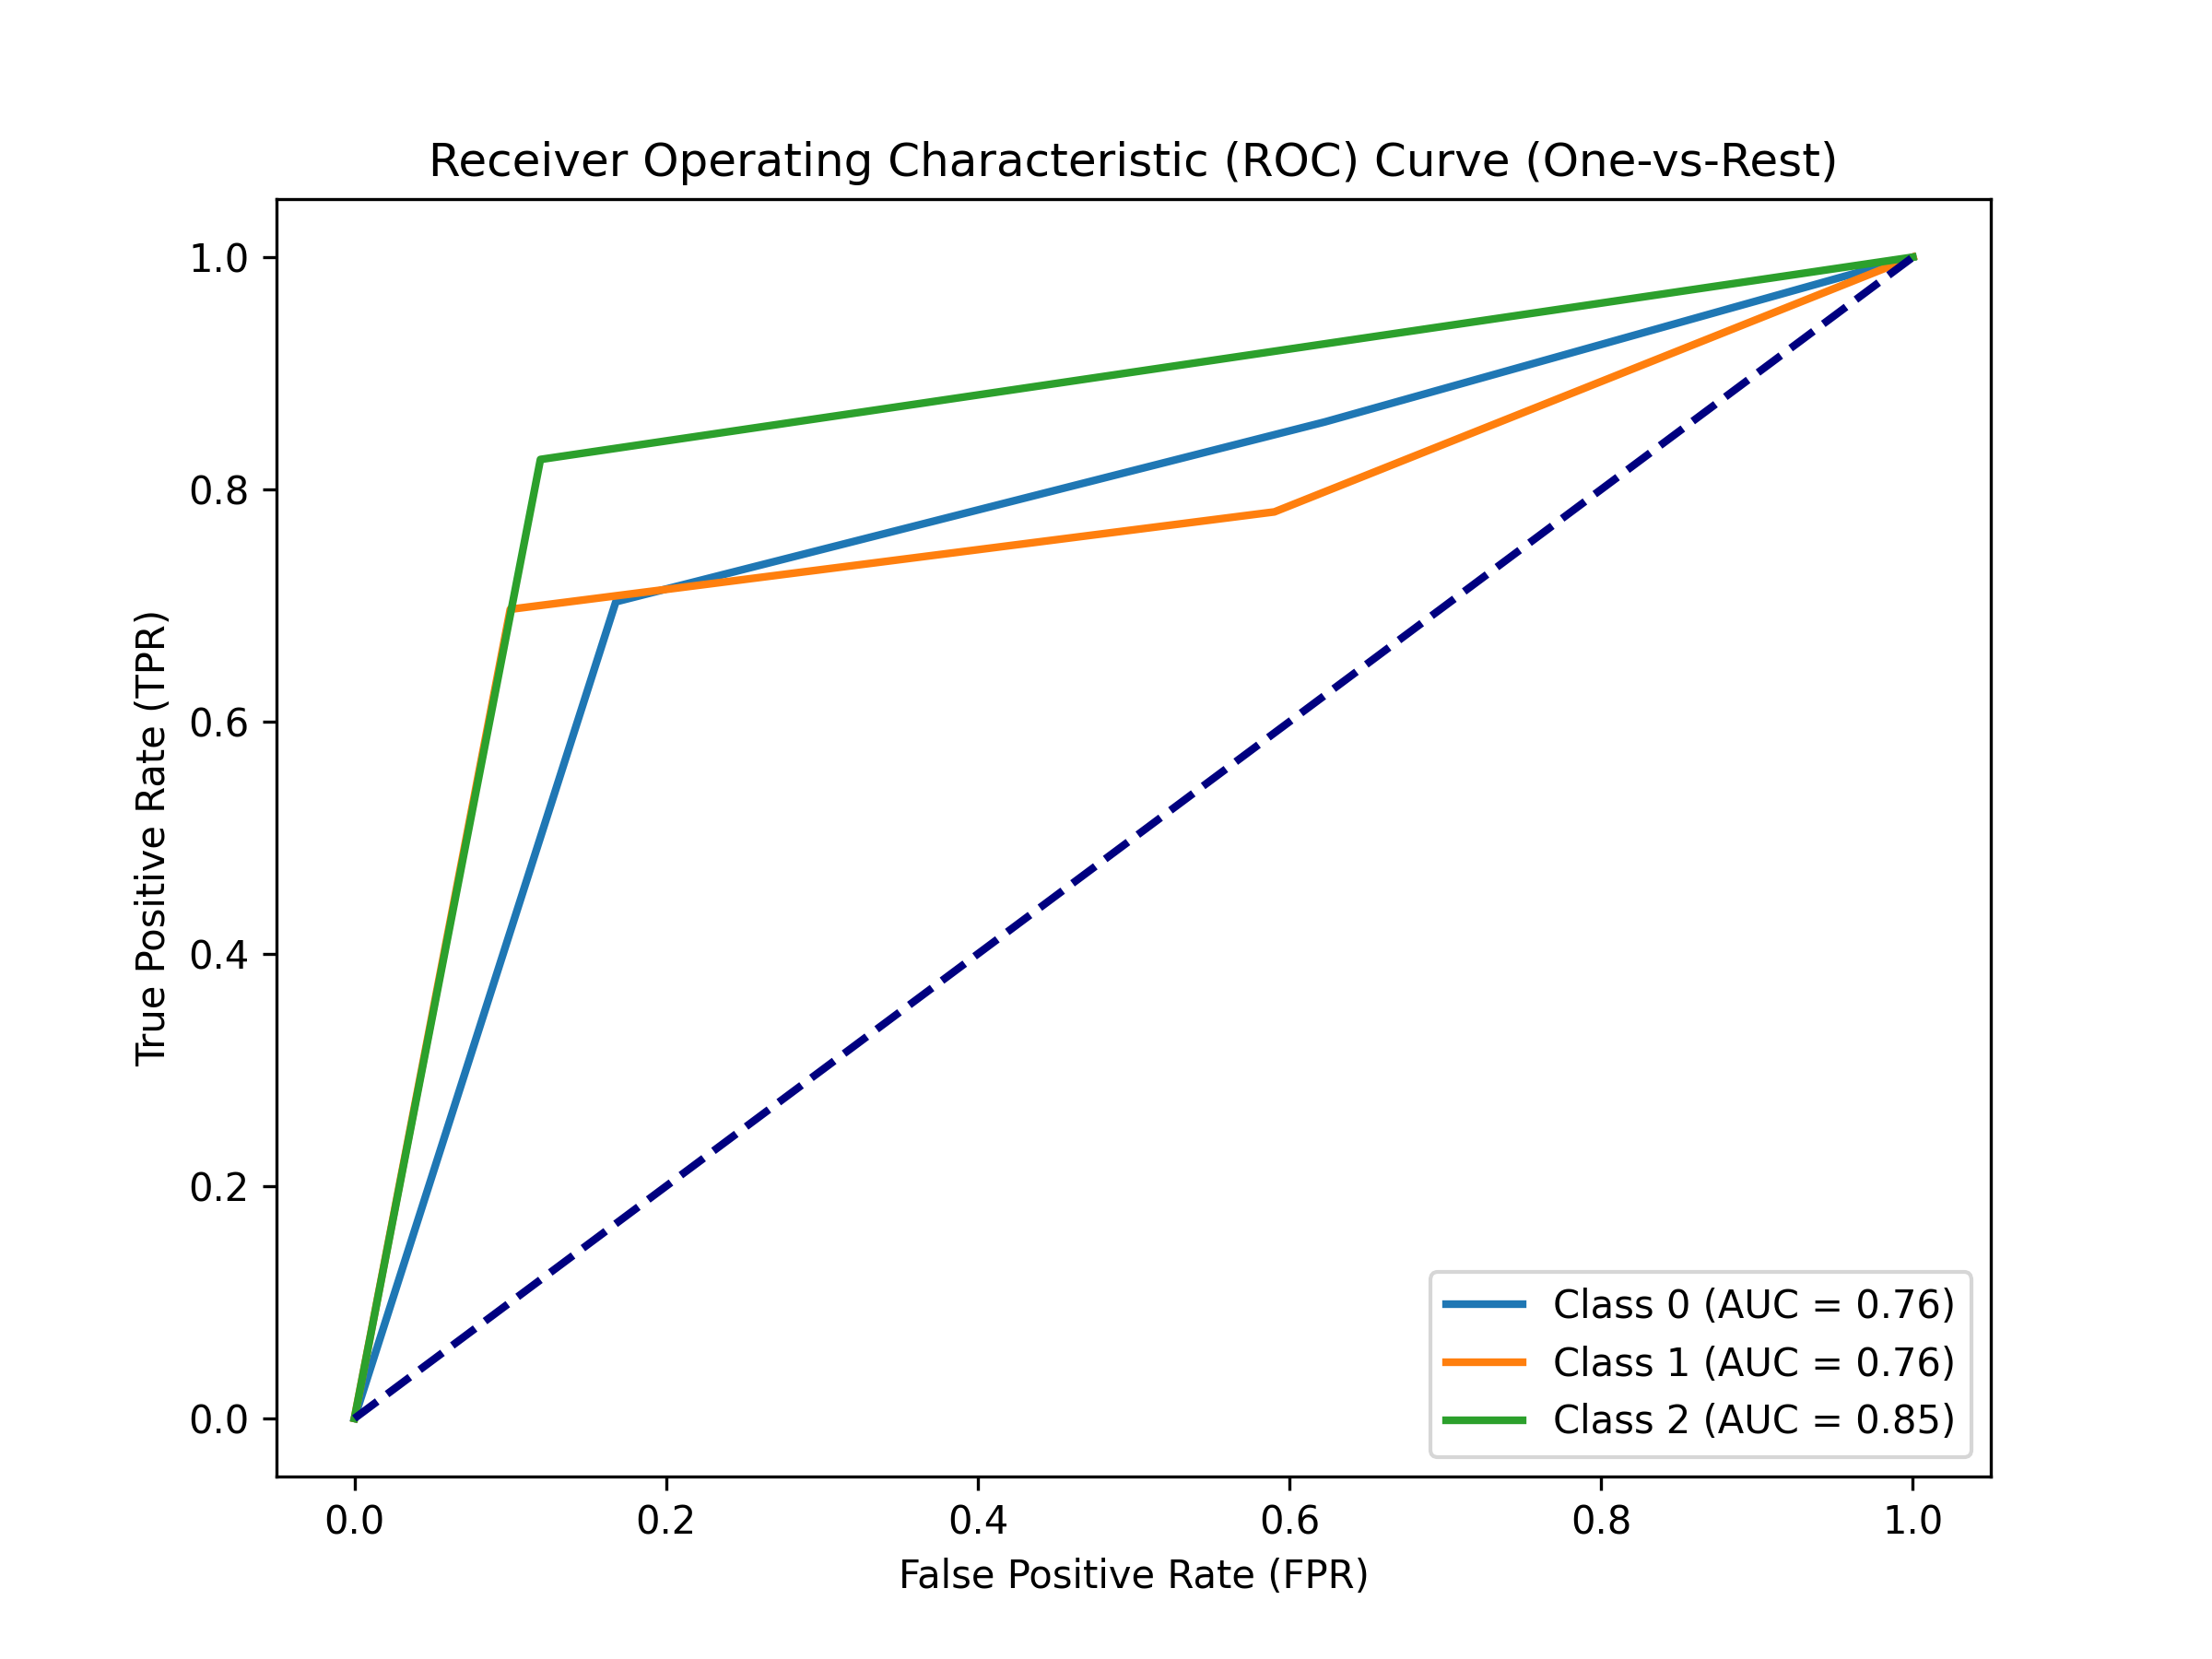 Receiver Operating Characteristic (ROC) Curve (One-vs-Rest)
1.0
0.8
0.6
0.4
0.2
0.0
True Positive Rate (TPR)
0.0 0.2 0.4 0.6 0.8 1.0
False Positive Rate (FPR)
Class 0 (AUC = 0.76)
Class 1 (AUC = 0.76)
Class 2 (AUC = 0.85)